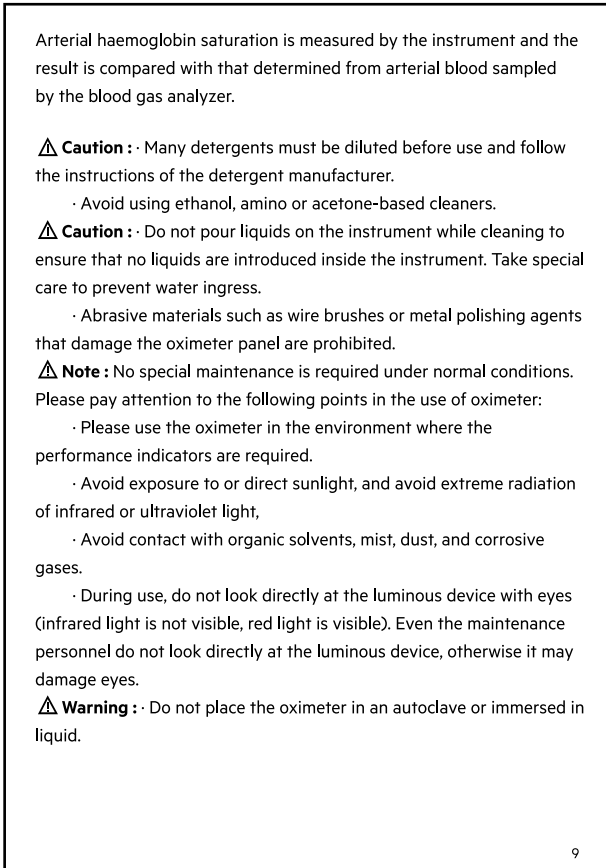 Arterial haemoglobin saturation is measured by the instrument and the
result is compared with that determined from arterial blood sampled
by the blood gas analyzer.
⚠ Caution : · Many detergents must be diluted before use and follow
the instructions of the detergent manufacturer.
· Avoid using ethanol, amino or acetone-based cleaners.
⚠ Caution : · Do not pour liquids on the instrument while cleaning to
ensure that no liquids are introduced inside the instrument. Take special
care to prevent water ingress.
· Abrasive materials such as wire brushes or metal polishing agents
that damage the oximeter panel are prohibited.
⚠ Note : No special maintenance is required under normal conditions.
Please pay attention to the following points in the use of oximeter:
· Please use the oximeter in the environment where the
performance indicators are required.
· Avoid exposure to or direct sunlight, and avoid extreme radiation
of infrared or ultraviolet light,
· Avoid contact with organic solvents, mist, dust, and corrosive
gases.
· During use, do not look directly at the luminous device with eyes
(infrared light is not visible, red light is visible). Even the maintenance
personnel do not look directly at the luminous device, otherwise it may
damage eyes.
⚠ Warning : · Do not place the oximeter in an autoclave or immersed in
liquid.
9